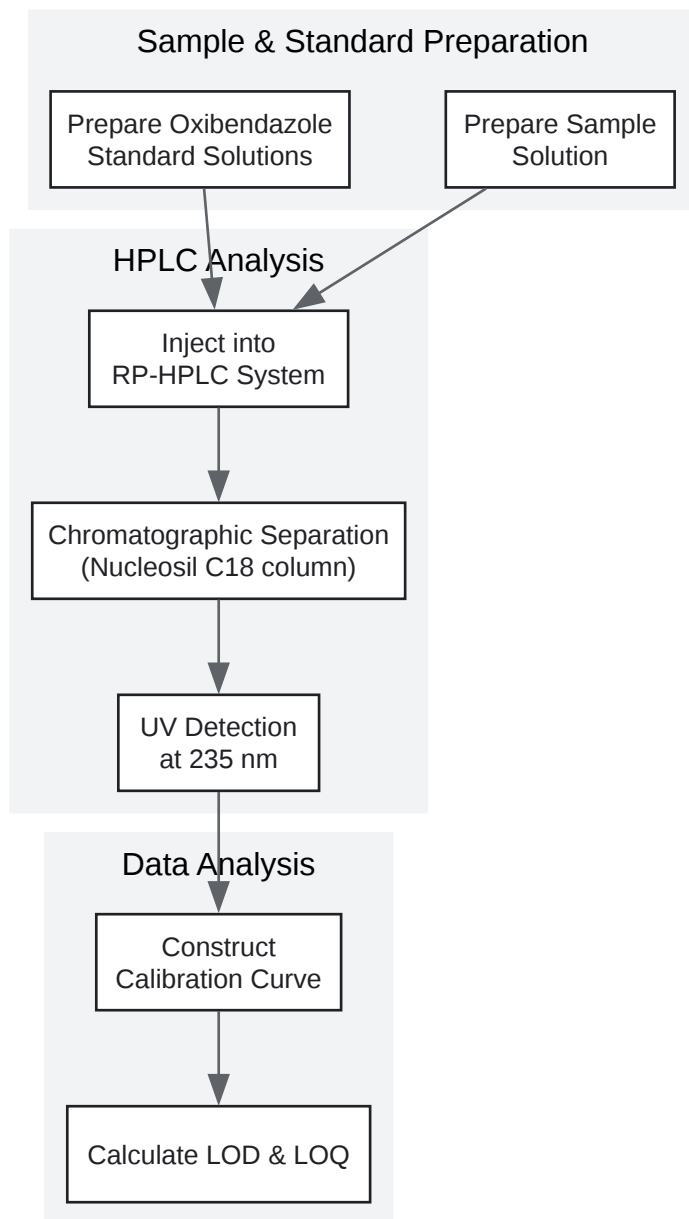 Sample & Standard Preparation
Prepare Oxibendazole
Standard Solutions
Prepare Sample
Solution
HPLC Analysis
Inject into
RP-HPLC System
Chromatographic Separation
(Nucleosil C18 column)
UV Detection
at 235 nm
Data Analysis
Construct
Calibration Curve
Calculate LOD & LOQ